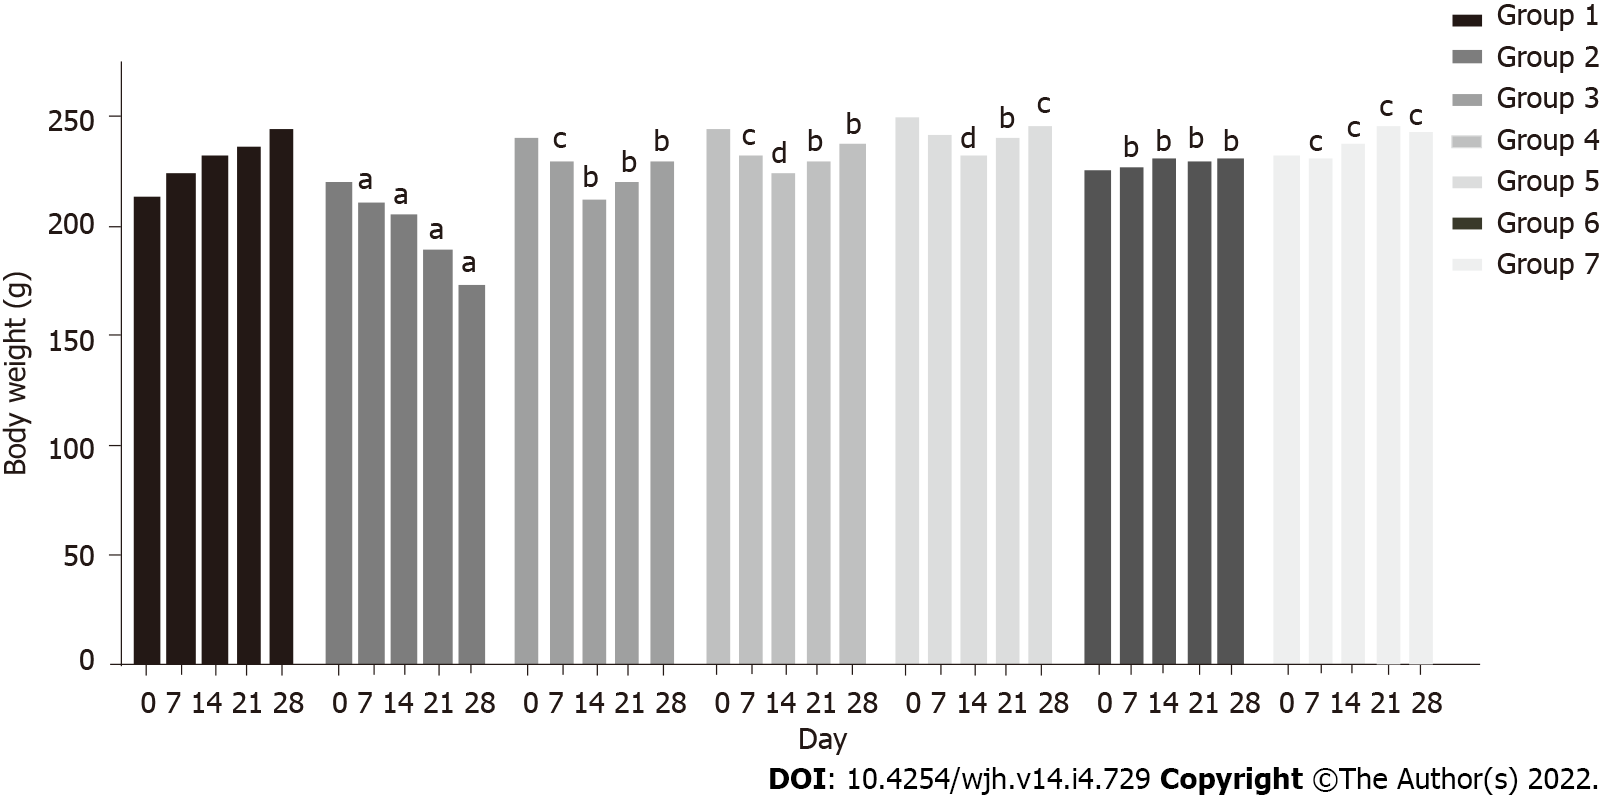 Group 1
Group 2
Group 3
Group 4
Group 5
Group 6
Group 7
Body weight (g)
250
200
150
100
50
0
a a a a
c b b b
c d b b
d b c
b b b b
c c c c
0 7 14 21 28 0 7 14 21 28 0 7 14 21 28 0 7 14 21 28 0 7 14 21 28 0 7 14 21 28 0 7 14 21 28
Day
DOI: 10.4254/wjh.v14.i4.729 Copyright ©The Author(s) 2022.